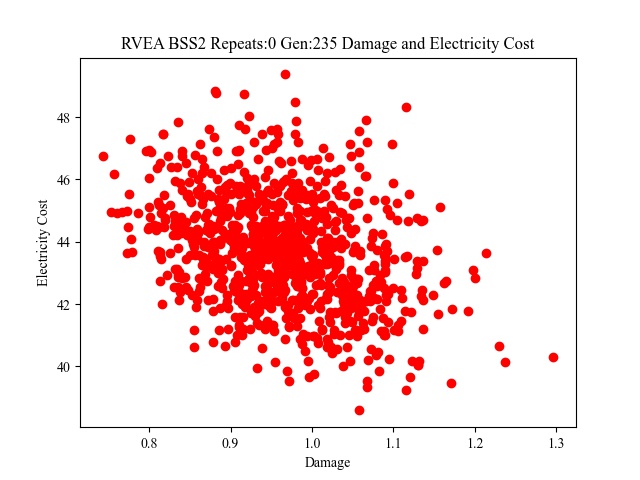 RVEA BSS2 Repeats:0 Gen:235 Damage and Electricity Cost
48
46
44
42
40
Electricity Cost
0.8 0.9 1.0 1.1 1.2 1.3
Damage